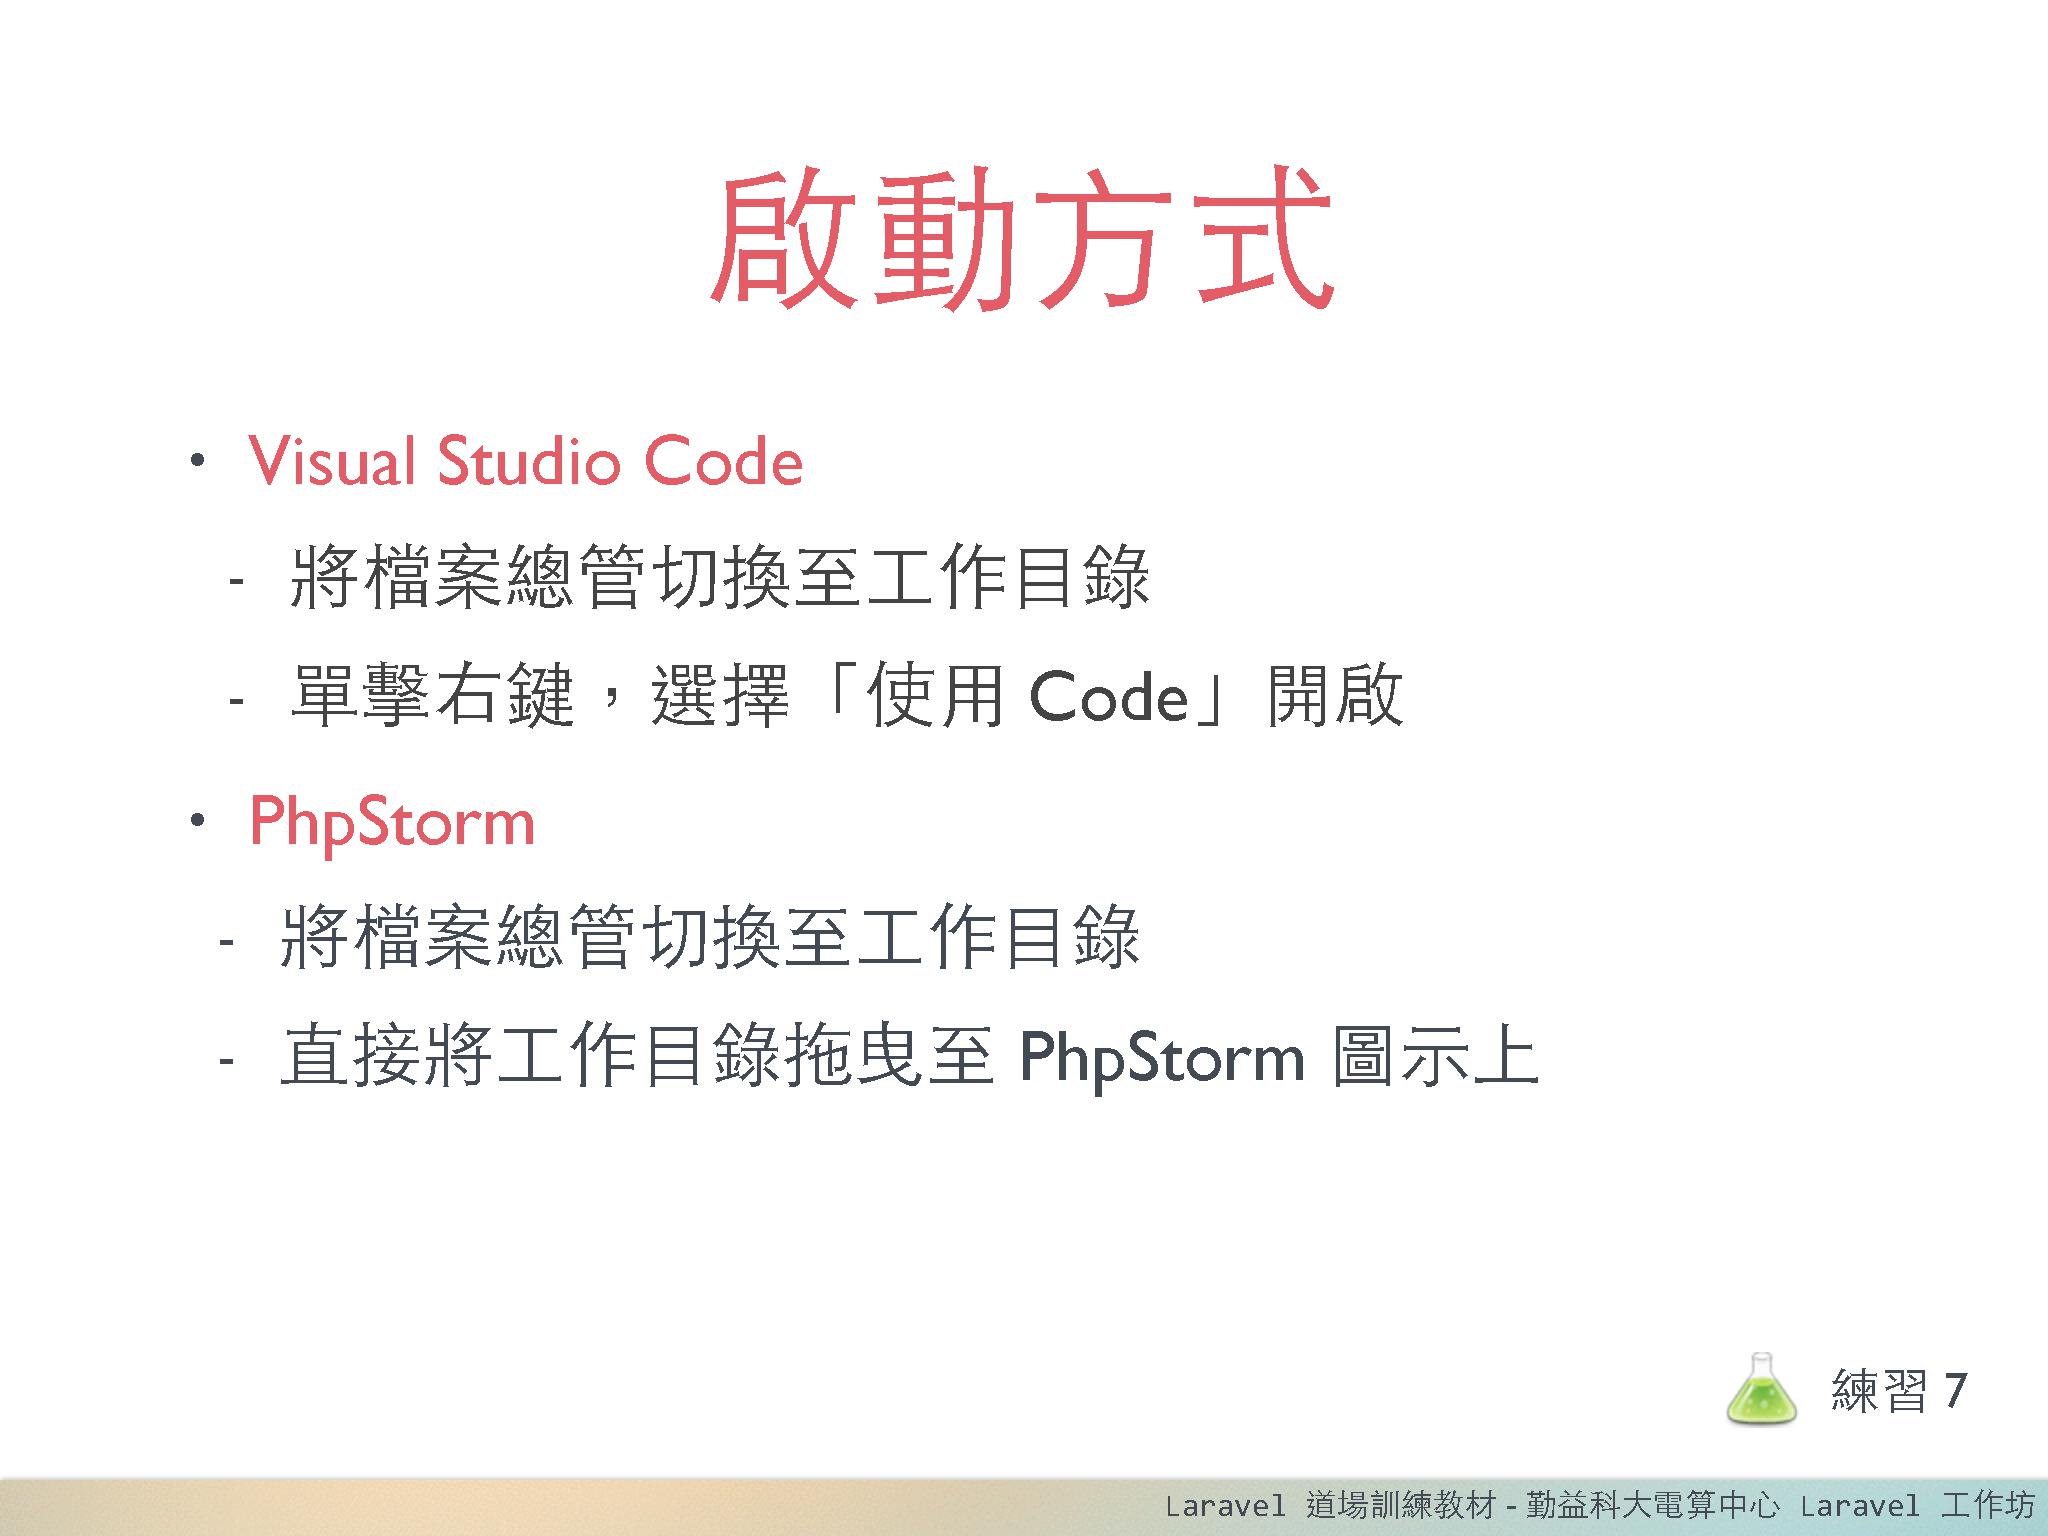 啟動方式
• Visual Studio Code
- 將檔案總管切換至工作目錄
- 單擊右鍵，選擇「使用 Code」開啟
• PhpStorm
- 將檔案總管切換至工作目錄
- 直接將工作目錄拖曳至 PhpStorm 圖示上
練習 7
Laravel 道場訓練教材 - 勤益科大電算中心 Laravel 工作坊